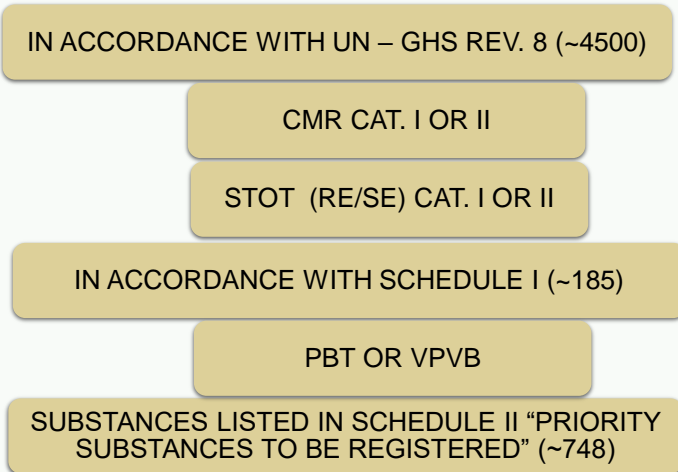 IN ACCORDANCE WITH UN – GHS REV. 8 (~4500)
CMR CAT. I OR II
STOT (RE/SE) CAT. I OR II
IN ACCORDANCE WITH SCHEDULE I (~185)
PBT OR VPVB
SUBSTANCES LISTED IN SCHEDULE II “PRIORITY
SUBSTANCES TO BE REGISTERED” (~748)